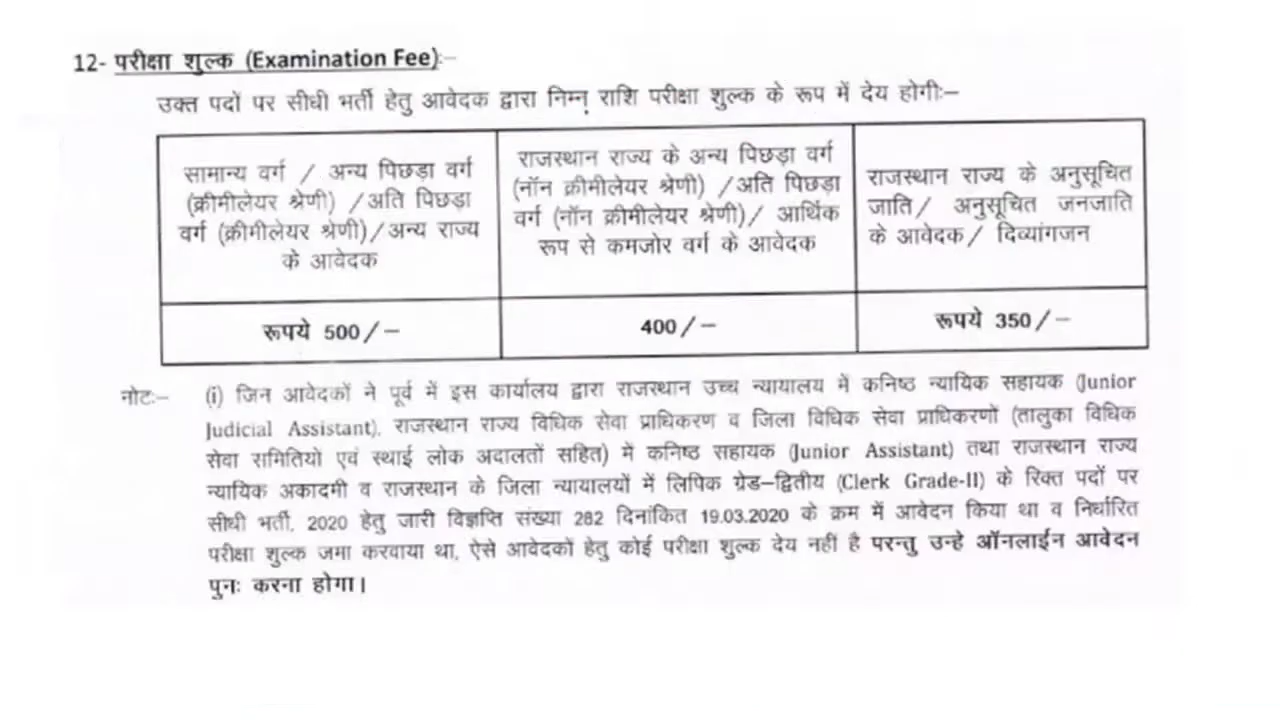 12- परीक्षा शुल्क (Examination Fee):–
उक्त पदों पर सीधी भर्ती हेतु आवेदक द्वारा निम्न राशि परीक्षा शुल्क के रूप में देय होगीः–
सामान्य वर्ग / अन्य पिछड़ा वर्ग
(क्रीमीलेयर श्रेणी) /अति पिछड़ा
वर्ग (क्रीमीलेयर श्रेणी)/अन्य राज्य
के आवेदक
राजस्थान राज्य के अन्य पिछड़ा वर्ग
(नॉन क्रीमीलेयर श्रेणी) /अति पिछड़ा
वर्ग (नॉन क्रीमीलेयर श्रेणी)/ आर्थिक
रूप से कमजोर वर्ग के आवेदक
राजस्थान राज्य के अनुसूचित
जाति/ अनुसूचित जनजाति
के आवेदक/ दिव्यांगजन
रूपये 500/–
400/–
रूपये 350/–
नोटः– (i) जिन आवेदकों ने पूर्व में इस कार्यालय द्वारा राजस्थान उच्च न्यायालय में कनिष्ठ न्यायिक सहायक (Junior
Judicial Assistant), राजस्थान राज्य विधिक सेवा प्राधिकरण व जिला विधिक सेवा प्राधिकरणों (तालुका विधिक
सेवा समितियो एवं स्थाई लोक अदालतों सहित) में कनिष्ठ सहायक (Junior Assistant) तथा राजस्थान राज्य
न्यायिक अकादमी व राजस्थान के जिला न्यायालयों में लिपिक ग्रेड–द्वितीय (Clerk Grade-II) के रिक्त पदों पर
सीधी भर्ती, 2020 हेतु जारी विज्ञप्ति संख्या 282 दिनांकित 19.03.2020 के क्रम में आवेदन किया था व निर्धारित
परीक्षा शुल्क जमा करवाया था, ऐसे आवेदकों हेतु कोई परीक्षा शुल्क देय नहीं है परन्तु उन्हे ऑनलाईन आवेदन
पुनः करना होगा।